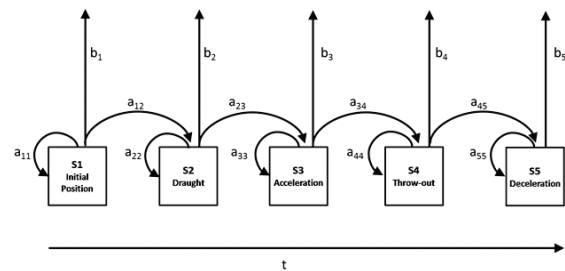 b1 b2 b3 b4 b5
a12 a23 a34 a45
a11 a22 a33 a44 a55
S1 S2 S3 S4 S5
Initial Draught Acceleration Throw-out Deceleration
Position
t